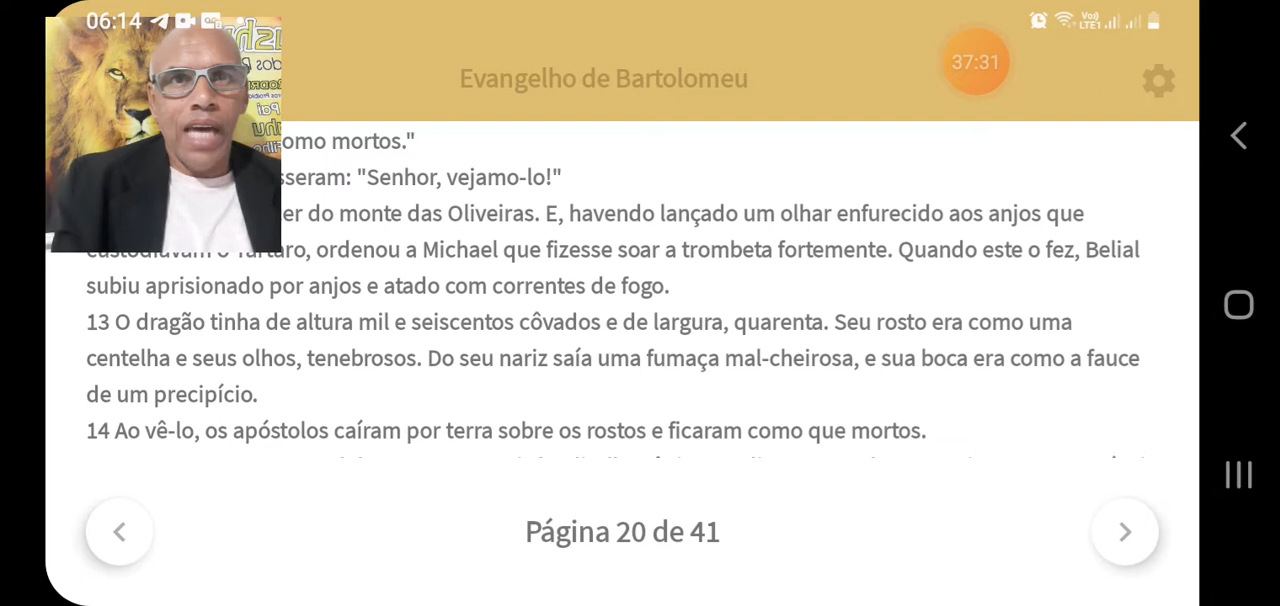 06:14
LTE1
37:31
Evangelho de Bartolomeu
omo mortos."
sseram: "Senhor, vejamo-lo!"
er do monte das Oliveiras. E, havendo lançado um olhar enfurecido aos anjos que
custodiavam o Tártaro, ordenou a Michael que fizesse soar a trombeta fortemente. Quando este o fez, Belial
subiu aprisionado por anjos e atado com correntes de fogo.
13 O dragão tinha de altura mil e seiscentos côvados e de largura, quarenta. Seu rosto era como uma
centelha e seus olhos, tenebrosos. Do seu nariz saía uma fumaça mal-cheirosa, e sua boca era como a fauce
de um precipício.
14 Ao vê-lo, os apóstolos caíram por terra sobre os rostos e ficaram como que mortos.
Página 20 de 41